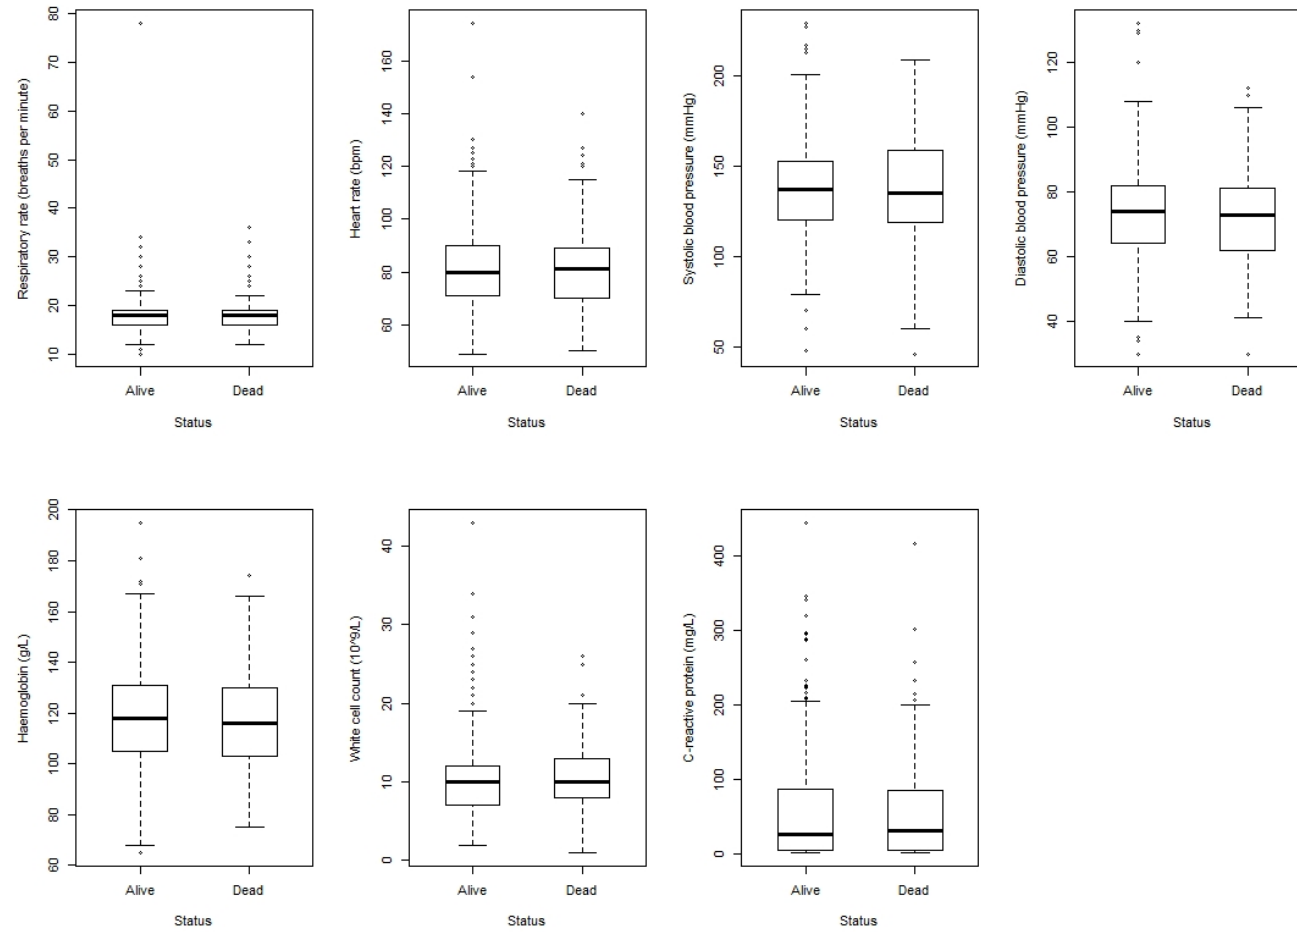 Respiratory rate (breaths per minute)
80
70
60
50
40
30
20
10
Alive Dead
Status
Heart rate (bpm)
160
140
120
100
80
60
Alive Dead
Status
Systolic blood pressure (mmHg)
200
150
100
50
Alive Dead
Status
Diastolic blood pressure (mmHg)
120
100
80
60
40
Alive Dead
Status
Haemoglobin (g/L)
200
180
160
140
120
100
80
60
Alive Dead
Status
White cell count (10^9/L)
40
30
20
10
0
Alive Dead
Status
C-reactive protein (mg/L)
400
300
200
100
0
Alive Dead
Status